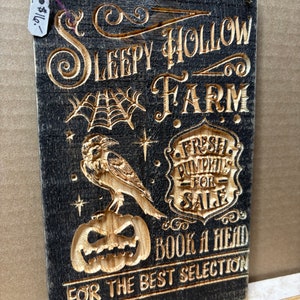 SLEEPY HOLLOW
FARM
FRESH
PUMPKINS
FOR
SALE
BOOK A HEAD
FOR THE BEST SELECTION